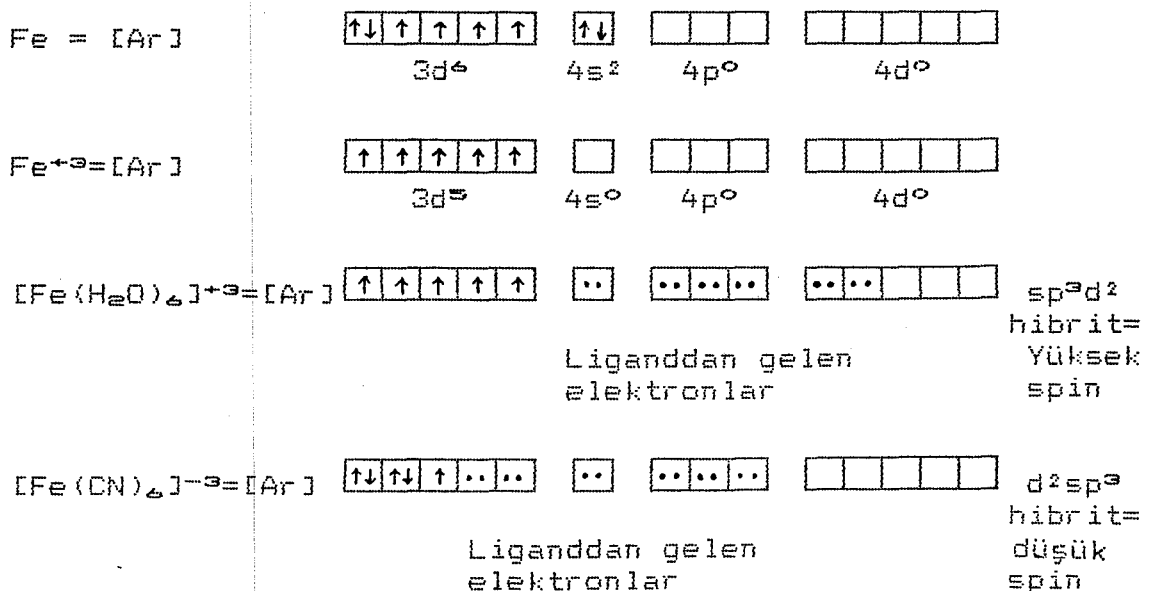 Fe = [Ar] ↑↓ ↑ ↑ ↑ ↑ ↑↓
3d⁶ 4s² 4p⁰ 4d⁰
Fe⁺³=[Ar] ↑ ↑ ↑ ↑ ↑
3d⁵ 4s⁰ 4p⁰ 4d⁰
[Fe(H₂O)₆]⁺³=[Ar] ↑ ↑ ↑ ↑ ↑ •• •• •• •• •• •• sp³d²
hibrit=
Liganddan gelen Yüksek
elektronlar spin
[Fe(CN)₆]⁻³=[Ar] ↑↓ ↑↓ ↑ •• •• •• •• •• •• d²sp³
hibrit=
Liganddan gelen düşük
elektronlar spin